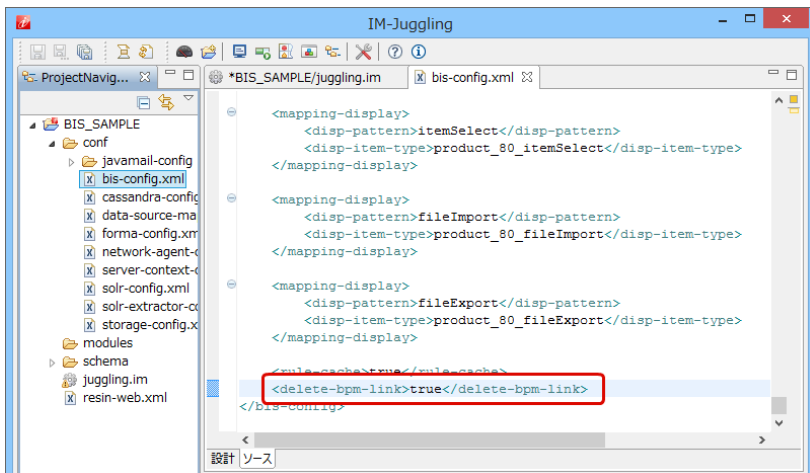 IM-Juggling
ProjectNavig...
*BIS_SAMPLE/juggling.im
bis-config.xml
BIS_SAMPLE
conf
javamail-config
bis-config.xml
cassandra-config
data-source-ma
forma-config.xm
network-agent-c
server-context-c
solr-config.xml
solr-extractor-co
storage-config.x
modules
schema
juggling.im
resin-web.xml
<mapping-display>
<disp-pattern>itemSelect</disp-pattern>
<disp-item-type>product_80_itemSelect</disp-item-type>
</mapping-display>
<mapping-display>
<disp-pattern>fileImport</disp-pattern>
<disp-item-type>product_80_fileImport</disp-item-type>
</mapping-display>
<mapping-display>
<disp-pattern>fileExport</disp-pattern>
<disp-item-type>product_80_fileExport</disp-item-type>
</mapping-display>
<rule-cache>true</rule-cache>
<delete-bpm-link>true</delete-bpm-link>
</bis-config>
設計 ソース